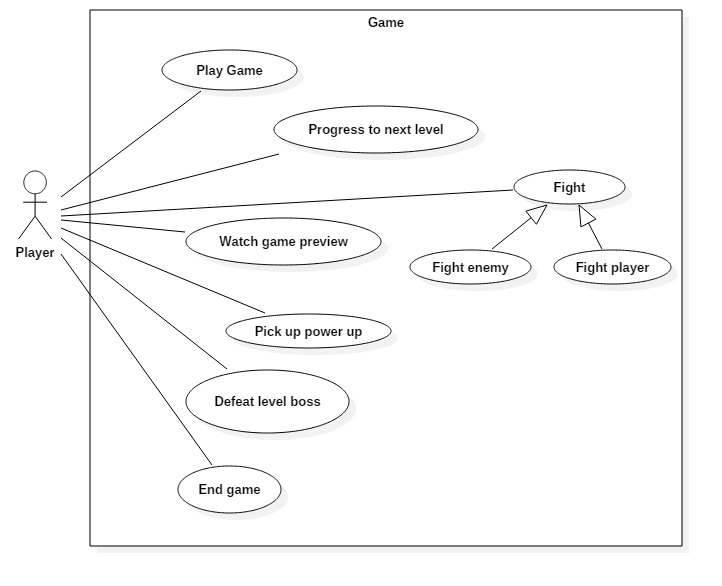 Game
Play Game
Progress to next level
Fight
Watch game preview
Player
Fight enemy
Fight player
Pick up power up
Defeat level boss
End game